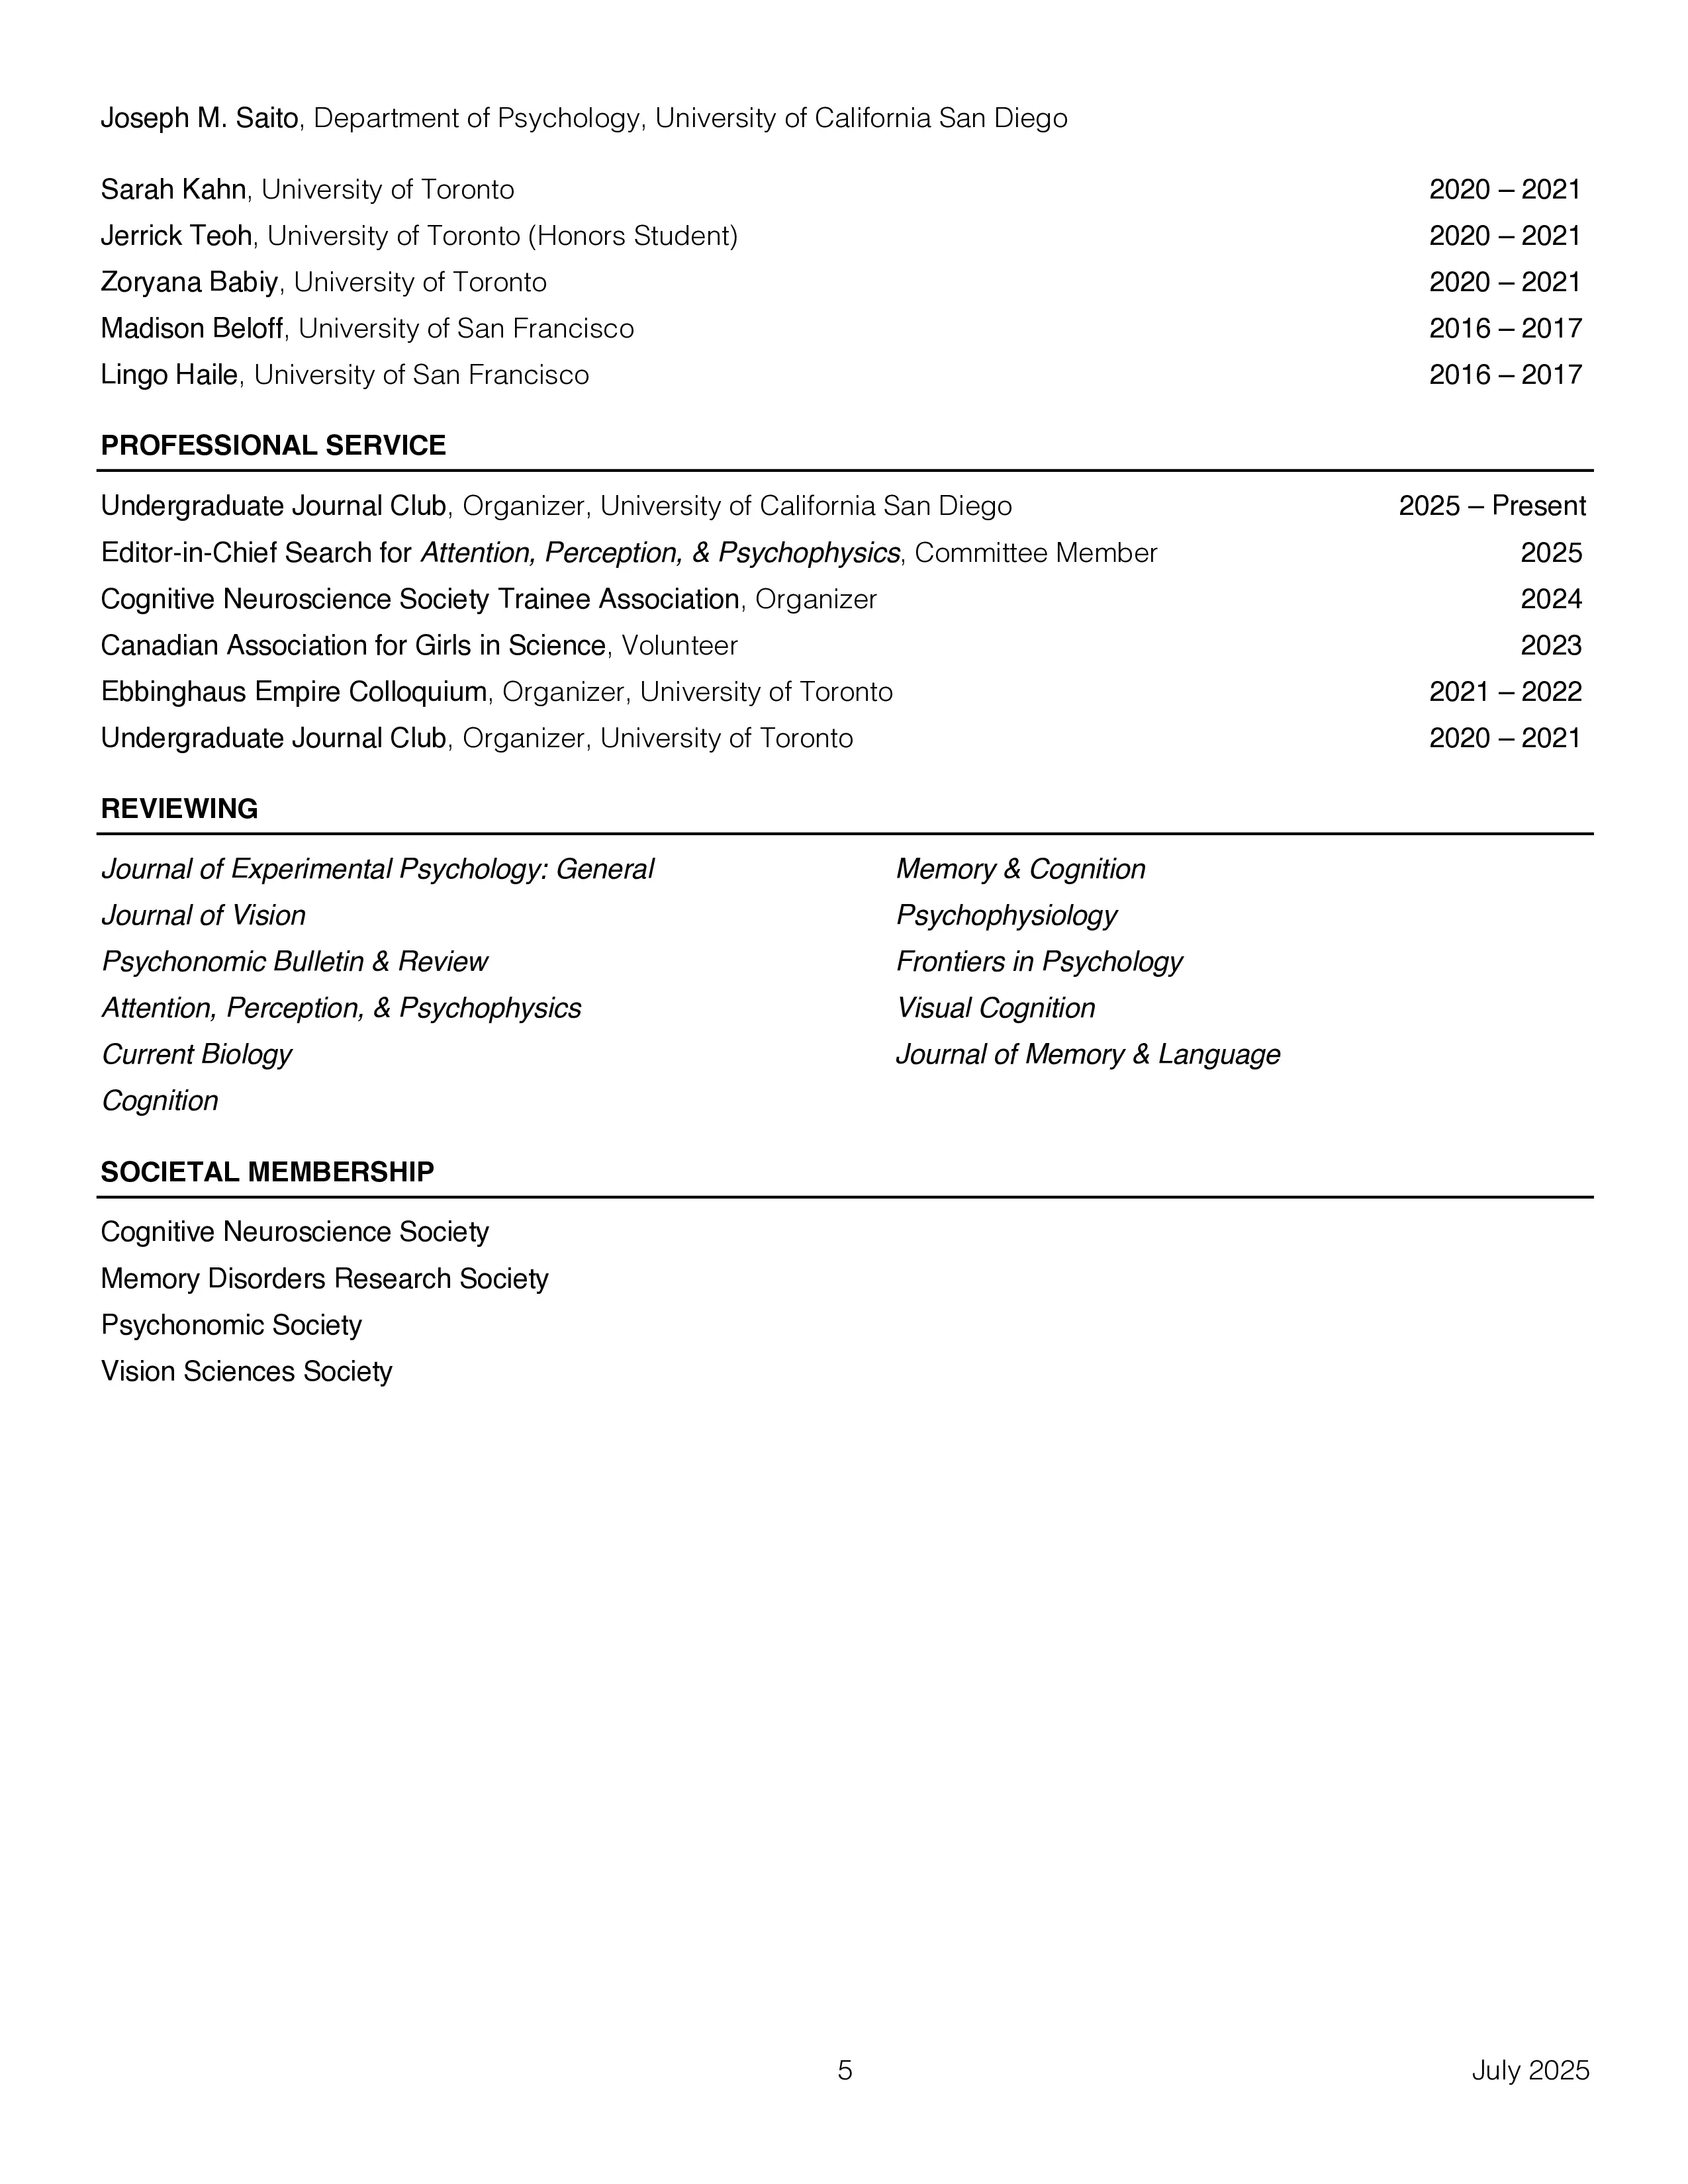 Joseph M. Saito, Department of Psychology, University of California San Diego
Sarah Kahn, University of Toronto 2020 – 2021
Jerrick Teoh, University of Toronto (Honors Student) 2020 – 2021
Zoryana Babiy, University of Toronto 2020 – 2021
Madison Beloff, University of San Francisco 2016 – 2017
Lingo Haile, University of San Francisco 2016 – 2017
PROFESSIONAL SERVICE
Undergraduate Journal Club, Organizer, University of California San Diego 2025 – Present
Editor-in-Chief Search for Attention, Perception, & Psychophysics, Committee Member 2025
Cognitive Neuroscience Society Trainee Association, Organizer 2024
Canadian Association for Girls in Science, Volunteer 2023
Ebbinghaus Empire Colloquium, Organizer, University of Toronto 2021 – 2022
Undergraduate Journal Club, Organizer, University of Toronto 2020 – 2021
REVIEWING
Journal of Experimental Psychology: General
Journal of Vision
Psychonomic Bulletin & Review
Attention, Perception, & Psychophysics
Current Biology
Cognition
Memory & Cognition
Psychophysiology
Frontiers in Psychology
Visual Cognition
Journal of Memory & Language
SOCIETAL MEMBERSHIP
Cognitive Neuroscience Society
Memory Disorders Research Society
Psychonomic Society
Vision Sciences Society
5 July 2025